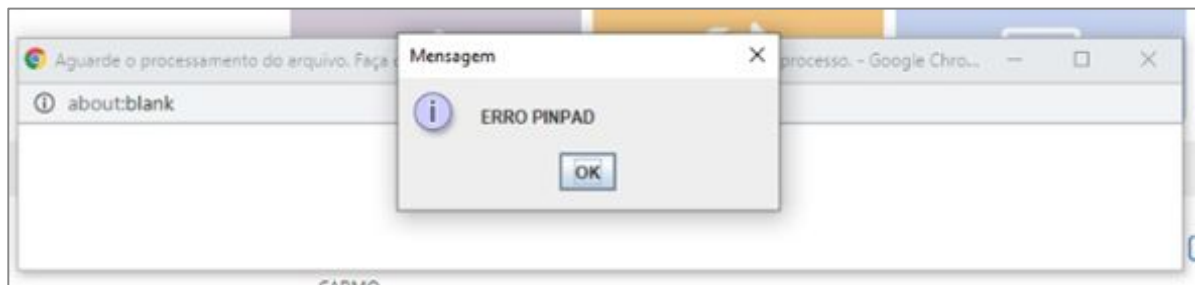 Aguarde o processamento do arquivo. Faça
Mensagem
processo. - Google Chro...
about:blank
ERRO PINPAD
OK